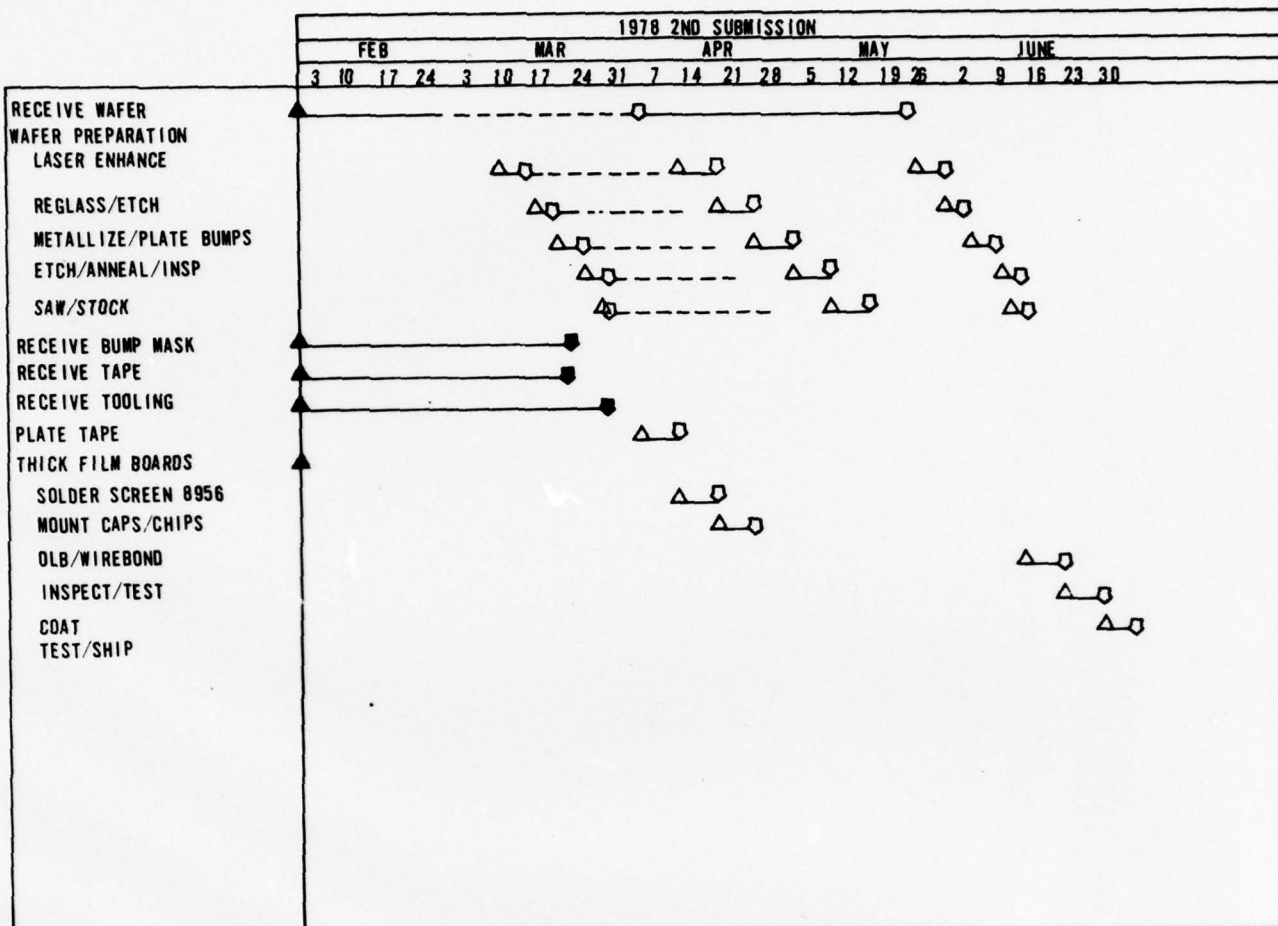 1978 2ND SUBMISSION
FEB MAR APR MAY JUNE
3 10 17 24 3 10 17 24 31 7 14 21 28 5 12 19 26 2 9 16 23 30
RECEIVE WAFER
WAFER PREPARATION
LASER ENHANCE
REGLASS/ETCH
METALLIZE/PLATE BUMPS
ETCH/ANNEAL/INSP
SAW/STOCK
RECEIVE BUMP MASK
RECEIVE TAPE
RECEIVE TOOLING
PLATE TAPE
THICK FILM BOARDS
SOLDER SCREEN 8956
MOUNT CAPS/CHIPS
OLB/WIREBOND
INSPECT/TEST
COAT
TEST/SHIP